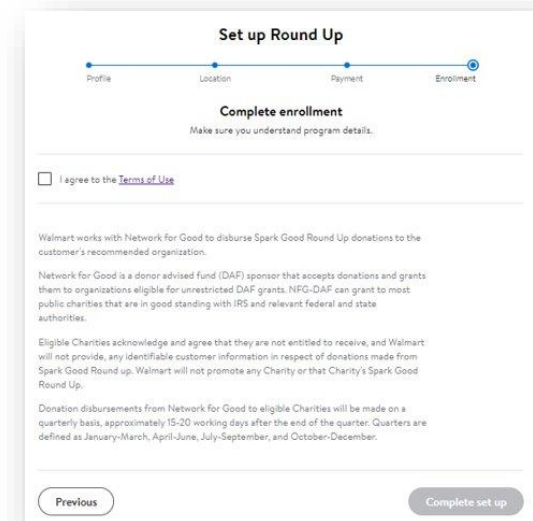 Set up Round Up
Profile Location Payment Enrollment
Complete enrollment
Make sure you understand program details.
I agree to the Terms of Use
Walmart works with Network for Good to disburse Spark Good Round Up donations to the
customer's recommended organization.
Network for Good is a donor advised fund (DAF) sponsor that accepts donations and grants
them to organizations eligible for unrestricted DAF grants. NFG-DAF can grant to most
public charities that are in good standing with IRS and relevant federal and state
authorities.
Eligible Charities acknowledge and agree that they are not entitled to receive, and Walmart
will not provide, any identifiable customer information in respect of donations made from
Spark Good Round up. Walmart will not promote any Charity or that Charity's Spark Good
Round Up.
Donation disbursements from Network for Good to eligible Charities will be made on a
quarterly basis, approximately 15-20 working days after the end of the quarter. Quarters are
defined as January-March, April-June, July-September, and October-December.
Previous Complete set up